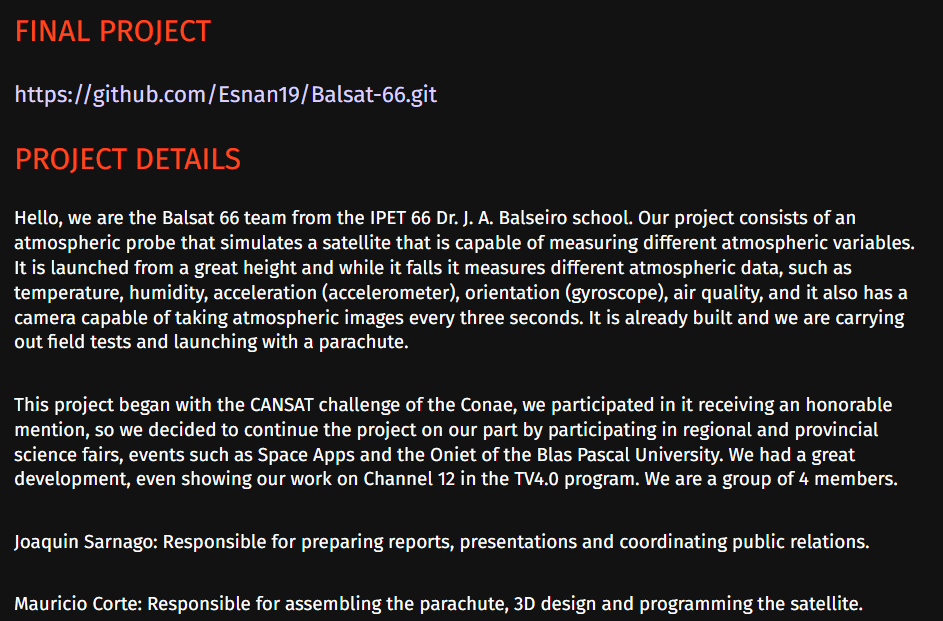 FINAL PROJECT
https://github.com/Esnan19/Balsat-66.git
PROJECT DETAILS
Hello, we are the Balsat 66 team from the IPET 66 Dr. J. A. Balseiro school. Our project consists of an
atmospheric probe that simulates a satellite that is capable of measuring different atmospheric variables.
It is launched from a great height and while it falls it measures different atmospheric data, such as
temperature, humidity, acceleration (accelerometer), orientation (gyroscope), air quality, and it also has a
camera capable of taking atmospheric images every three seconds. It is already built and we are carrying
out field tests and launching with a parachute.
This project began with the CANSAT challenge of the Conae, we participated in it receiving an honorable
mention, so we decided to continue the project on our part by participating in regional and provincial
science fairs, events such as Space Apps and the Oniet of the Blas Pascal University. We had a great
development, even showing our work on Channel 12 in the TV4.0 program. We are a group of 4 members.
Joaquin Sarnago: Responsible for preparing reports, presentations and coordinating public relations.
Mauricio Corte: Responsible for assembling the parachute, 3D design and programming the satellite.